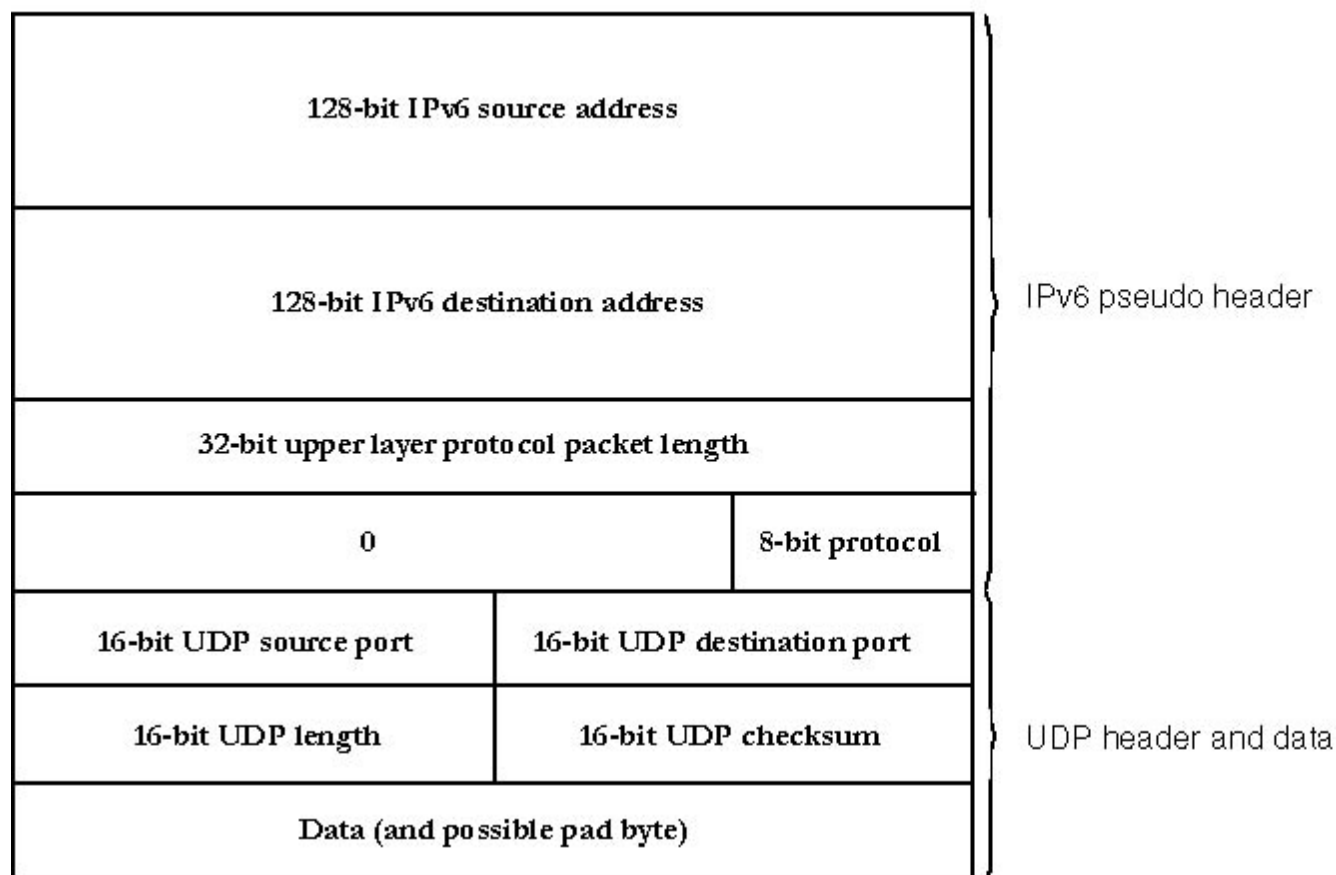 128-bit IPv6 source address
128-bit IPv6 destination address
IPv6 pseudo header
32-bit upper layer protocol packet length
0
8-bit protocol
16-bit UDP source port
16-bit UDP destination port
16-bit UDP length
16-bit UDP checksum
UDP header and data
Data (and possible pad byte)